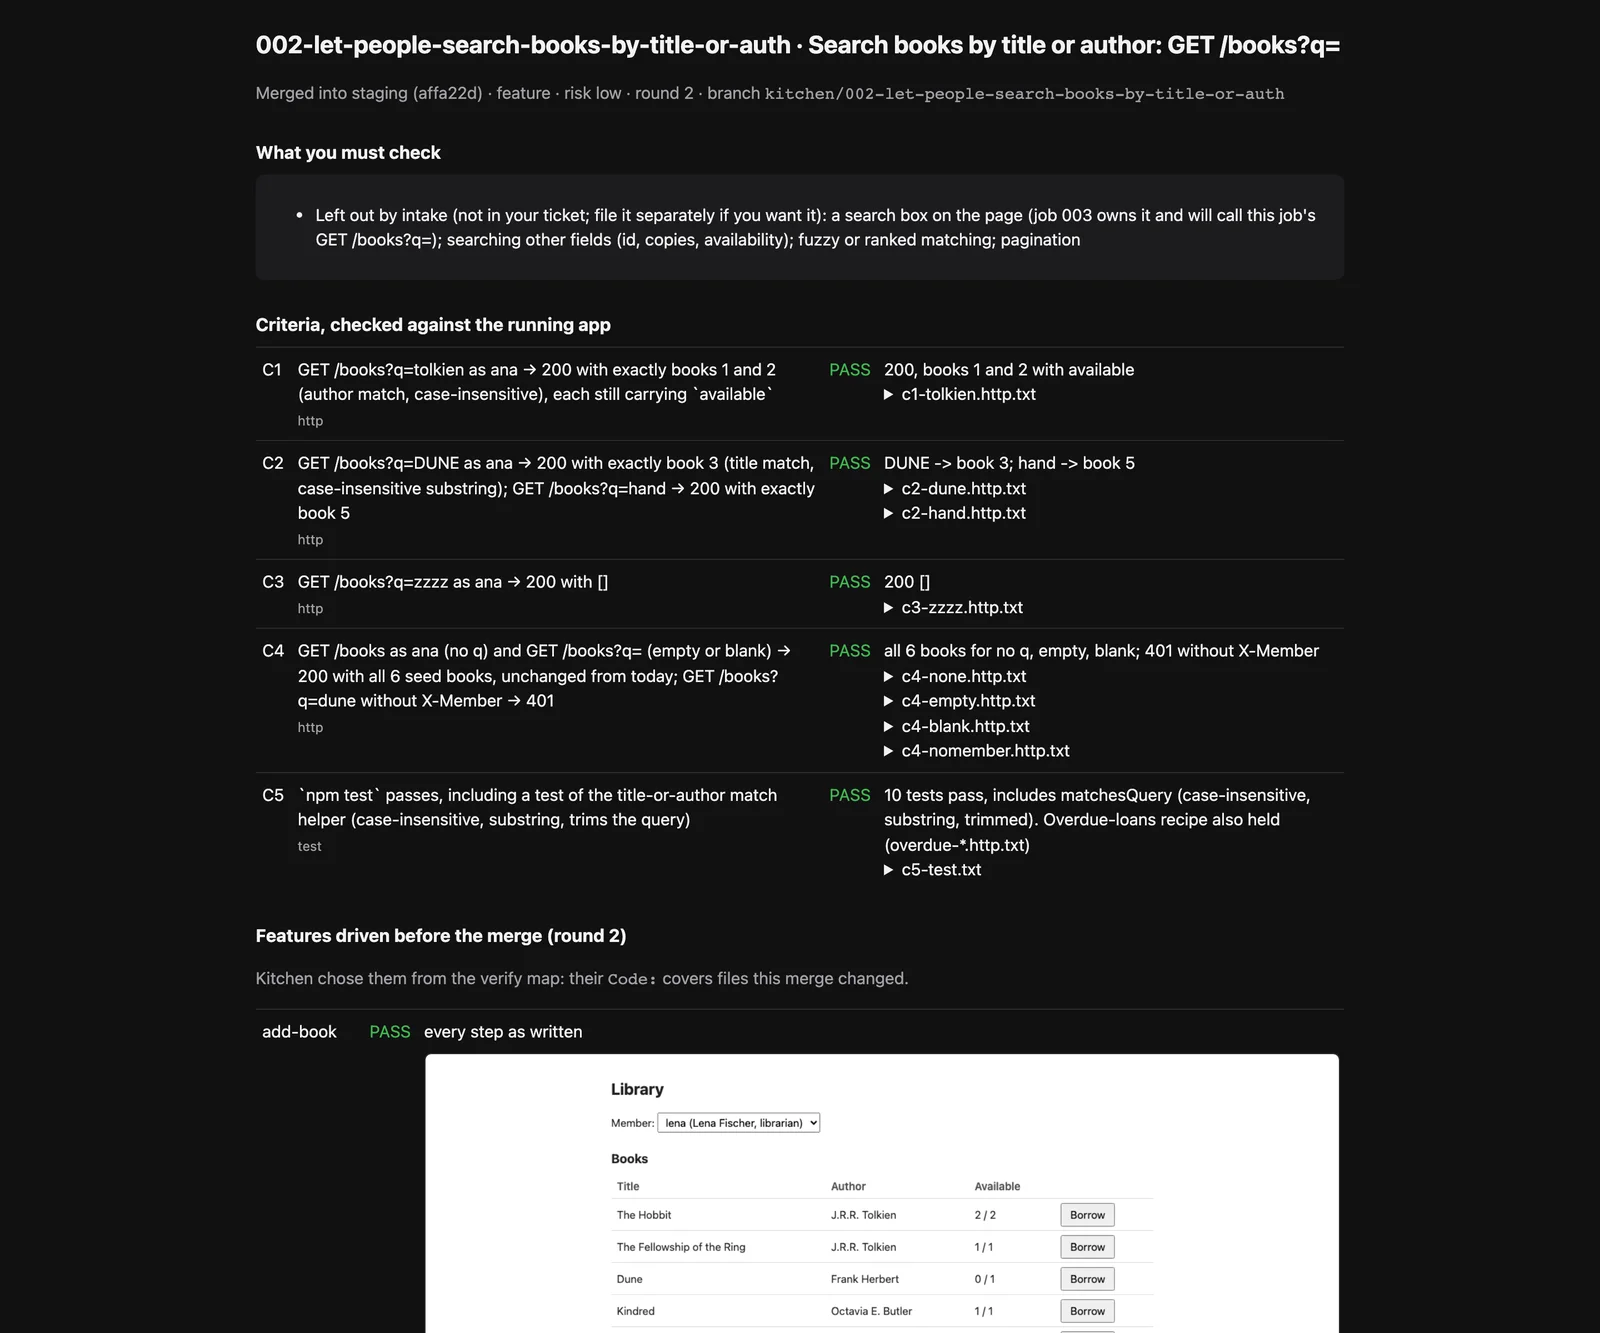 002-let-people-search-books-by-title-or-auth · Search books by title or author: GET /books?q=
Merged into staging (affa22d) · feature · risk low · round 2 · branch kitchen/002-let-people-search-books-by-title-or-auth
What you must check
• Left out by intake (not in your ticket; file it separately if you want it): a search box on the page (job 003 owns it and will call this job's
GET /books?q=); searching other fields (id, copies, availability); fuzzy or ranked matching; pagination
Criteria, checked against the running app
C1 GET /books?q=tolkien as ana → 200 with exactly books 1 and 2
(author match, case-insensitive), each still carrying `available`
http
PASS 200, books 1 and 2 with available
▶ c1-tolkien.http.txt
C2 GET /books?q=DUNE as ana → 200 with exactly book 3 (title match,
case-insensitive substring); GET /books?q=hand → 200 with exactly
book 5
http
PASS DUNE -> book 3; hand -> book 5
▶ c2-dune.http.txt
▶ c2-hand.http.txt
C3 GET /books?q=zzzz as ana → 200 with []
http
PASS 200 []
▶ c3-zzzz.http.txt
C4 GET /books as ana (no q) and GET /books?q= (empty or blank) →
200 with all 6 seed books, unchanged from today; GET /books?
q=dune without X-Member → 401
http
PASS all 6 books for no q, empty, blank; 401 without X-Member
▶ c4-none.http.txt
▶ c4-empty.http.txt
▶ c4-blank.http.txt
▶ c4-nomember.http.txt
C5 `npm test` passes, including a test of the title-or-author match
helper (case-insensitive, substring, trims the query)
test
PASS 10 tests pass, includes matchesQuery (case-insensitive,
substring, trimmed). Overdue-loans recipe also held
(overdue-*.http.txt)
▶ c5-test.txt
Features driven before the merge (round 2)
Kitchen chose them from the verify map: their Code: covers files this merge changed.
add-book PASS every step as written
Library
Member: lena (Lena Fischer, librarian)
Books
Title Author Available
The Hobbit J.R.R. Tolkien 2 / 2 Borrow
The Fellowship of the Ring J.R.R. Tolkien 1 / 1 Borrow
Dune Frank Herbert 0 / 1 Borrow
Kindred Octavia E. Butler 1 / 1 Borrow